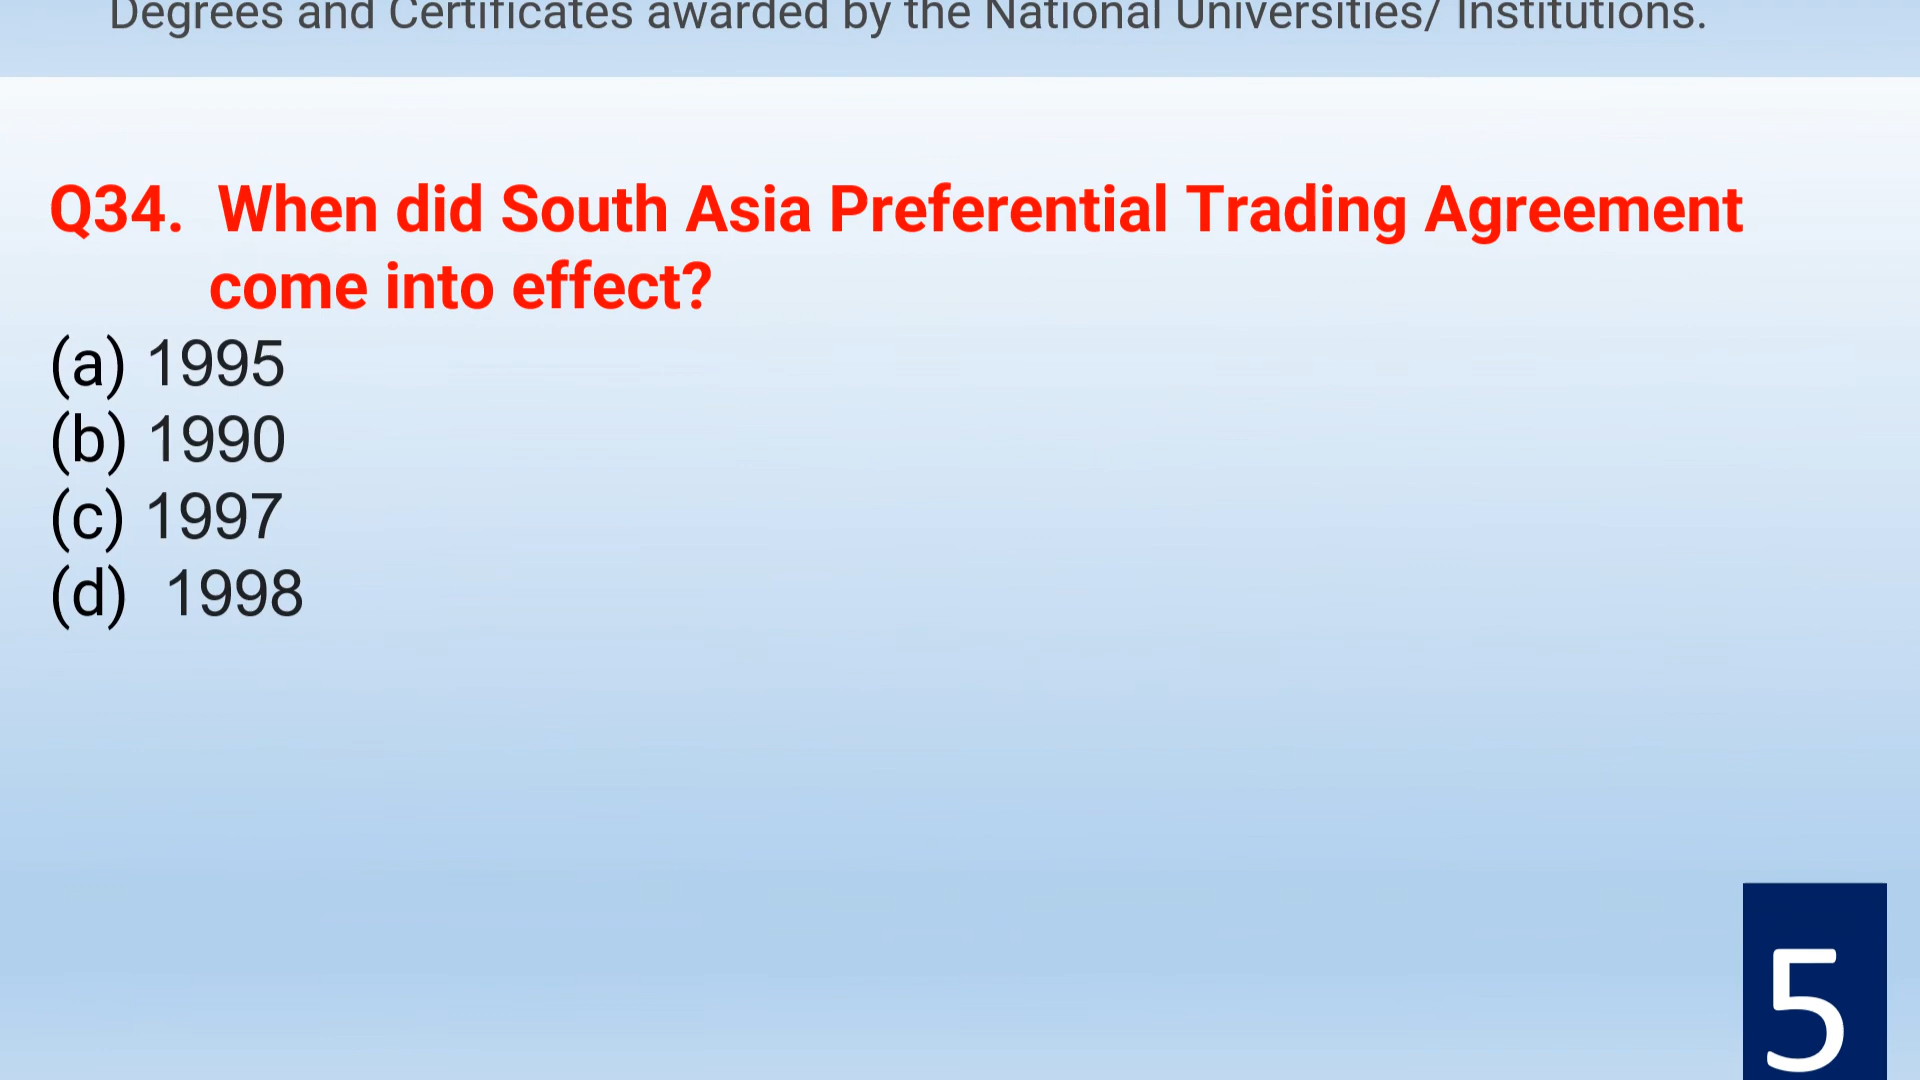 Degrees and Certificates awarded by the National Universities/ Institutions.
Q34. When did South Asia Preferential Trading Agreement
come into effect?
(a) 1995
(b) 1990
(c) 1997
(d) 1998
5